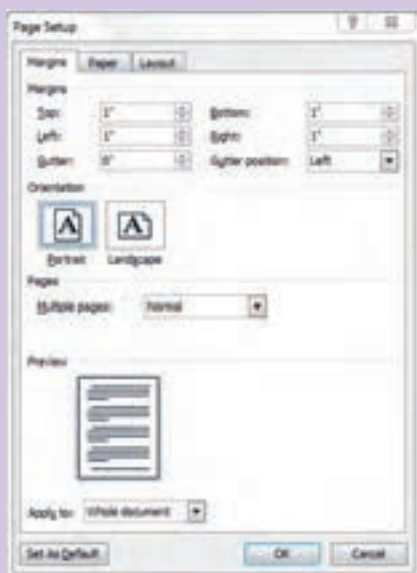 Page Setup
Margins Paper Layout
Margins
Top: 1" Bottom: 1"
Left: 1" Right: 1"
Gutter: 0" Gutter position: Left
Orientation
Portrait Landscape
Pages
Multiple pages: Normal
Preview
Apply to: Whole document
Set As Default OK Cancel